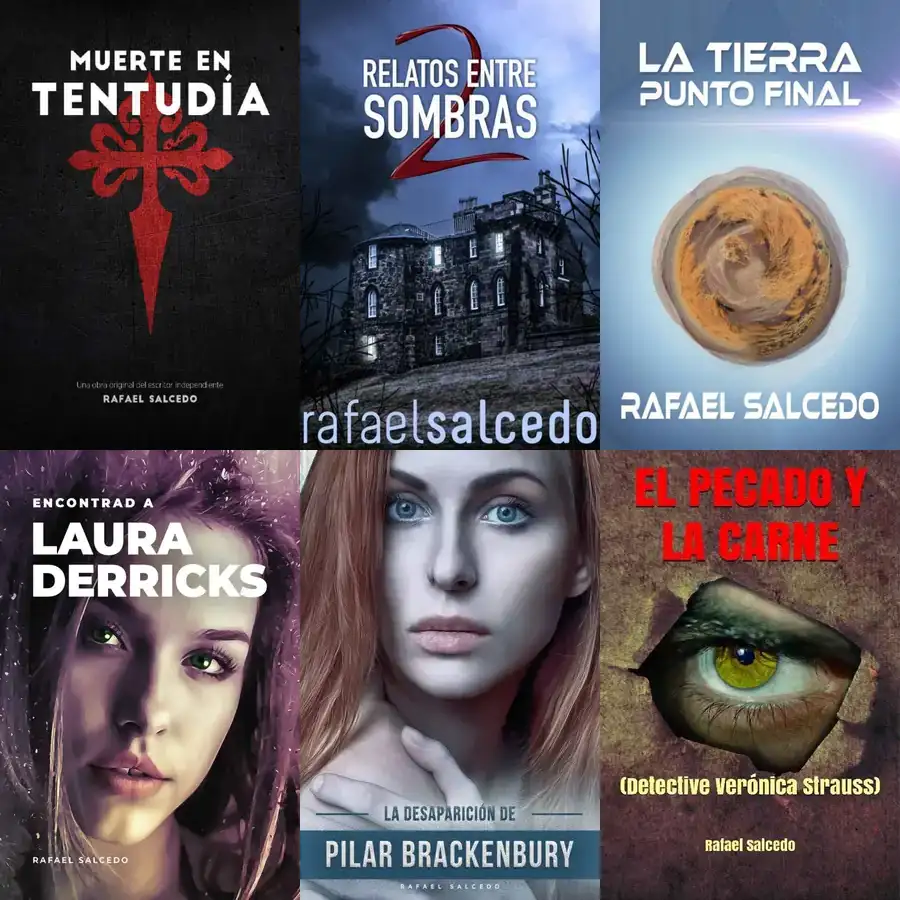 MUERTE EN
TENTUDÍA
Una obra original del escritor independiente
RAFAEL SALCEDO
RELATOS ENTRE
SOMBRAS
2
rafaelsalcedo
LA TIERRA
PUNTO FINAL
RAFAEL SALCEDO
ENCONTRAD A
LAURA
DERRICKS
RAFAEL SALCEDO
LA DESAPARICIÓN DE
PILAR BRACKENBURY
RAFAEL SALCEDO
EL PECADO Y
LA CARNE
(Detective Verónica Strauss)
Rafael Salcedo